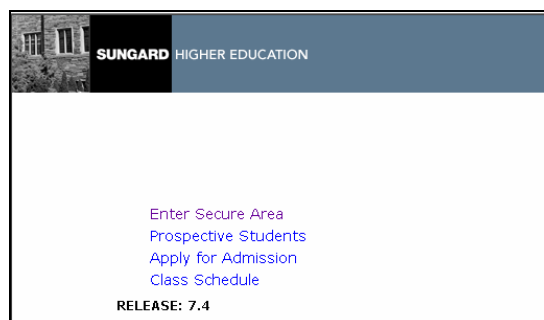 SUNGARD HIGHER EDUCATION
Enter Secure Area
Prospective Students
Apply for Admission
Class Schedule
RELEASE: 7.4